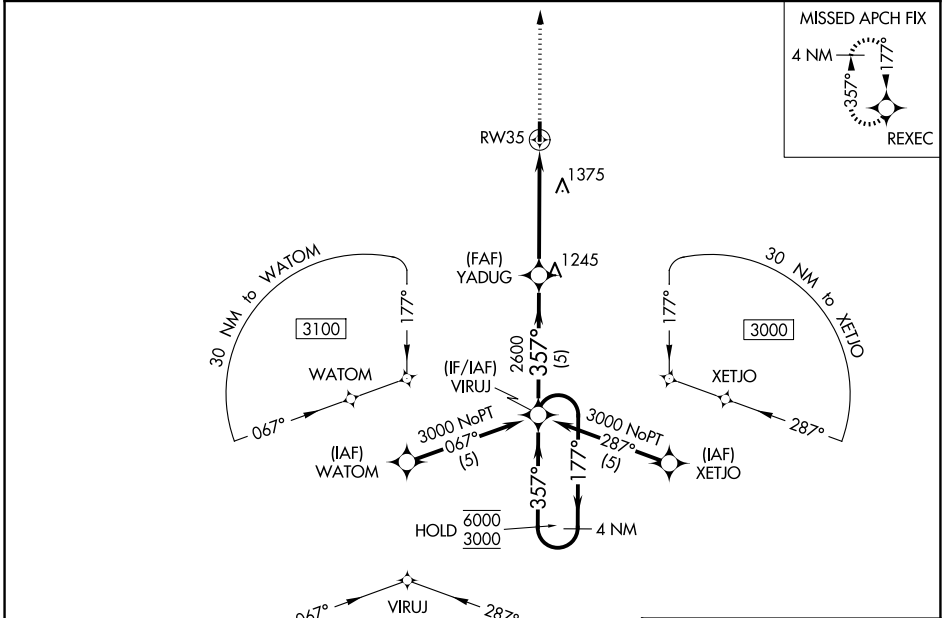 MISSED APCH FIX
4 NM
177°
357°
REXEC
RW35
1375
(FAF)
YADUG
1245
30 NM to WATOM
177°
3100
WATOM
067°
30 NM to XETJO
177°
3000
XETJO
287°
2600
357°
(5)
(IF/IAF)
VIRUJ
3000 NoPT
067°
(5)
(IAF)
WATOM
3000 NoPT
287°
(5)
(IAF)
XETJO
357°
177°
HOLD
6000
3000
4 NM
067°
VIRUJ
287°